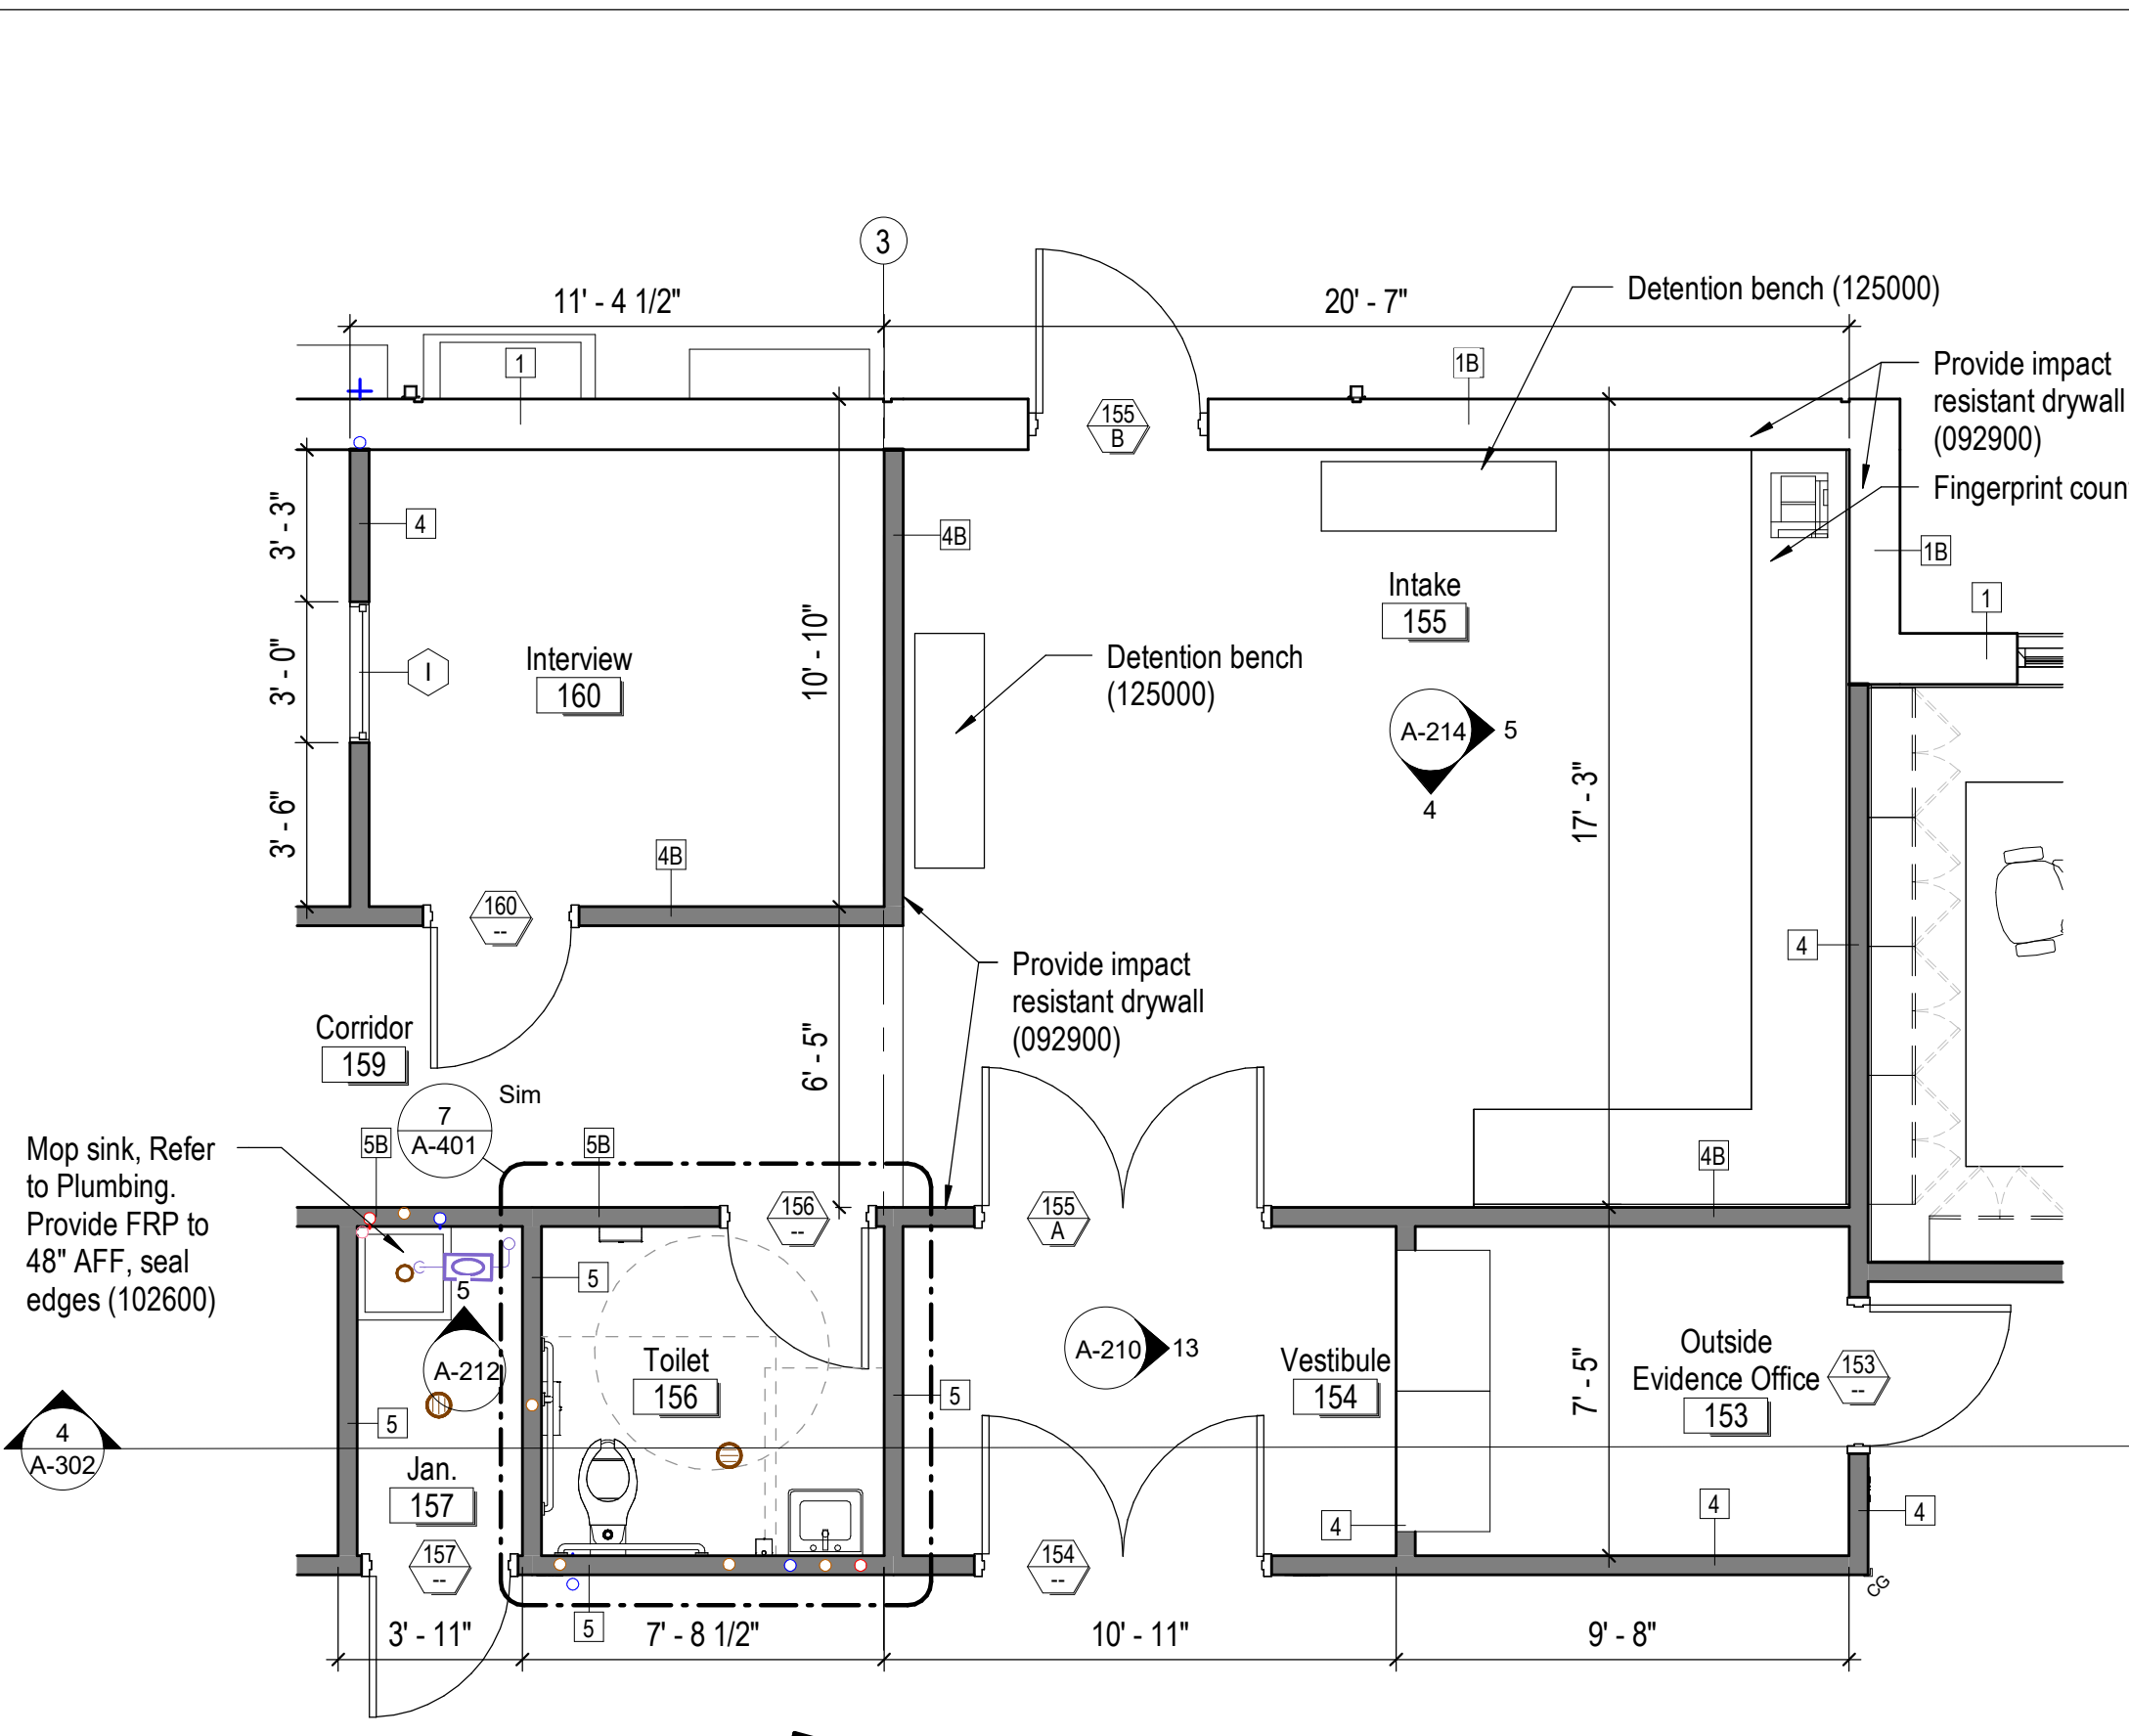 3
11' - 4 1/2"
20' - 7"
Detention bench (125000)
1
1B
Provide impact
resistant drywall
(092900)
155
B
Fingerprint coun
3' - 3"
4
4B
1B
Intake
155
1
3' - 0"
I
Interview
160
10' - 10"
Detention bench
(125000)
A-214
5
4
17' - 3"
3' - 6"
4B
160
--
4
Provide impact
resistant drywall
(092900)
Corridor
159
6' - 5"
Sim
7
A-401
Mop sink, Refer
to Plumbing.
Provide FRP to
48" AFF, seal
edges (102600)
5B
5B
4B
156
--
155
A
5
5
A-212
Toilet
156
A-210
13
Vestibule
154
Outside
Evidence Office
153
153
--
7' - 5"
5
5
4
A-302
Jan.
157
4
4
4
157
--
154
--
CG
5
3' - 11"
7' - 8 1/2"
10' - 11"
9' - 8"